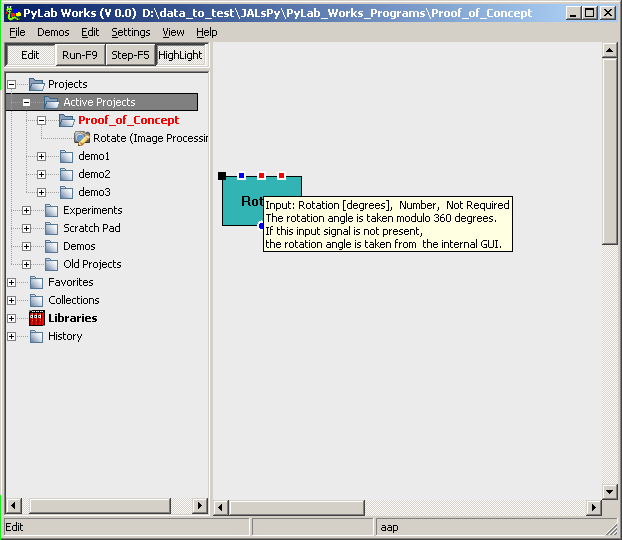 PyLab Works (V 0.0)  D:\data_to_test\JALsPy\PyLab_Works_Programs\Proof_of_Concept
File Demos Edit Settings View Help
Edit Run-F9 Step-F5 HighLight
Projects
Active Projects
Proof_of_Concept
Rotate (Image Processin
demo1
demo2
demo3
Experiments
Scratch Pad
Demos
Old Projects
Favorites
Collections
Libraries
History
Rot
Input: Rotation [degrees],  Number,  Not Required
The rotation angle is taken modulo 360 degrees.
If this input signal is not present,
the rotation angle is taken from  the internal GUI.
Edit aap